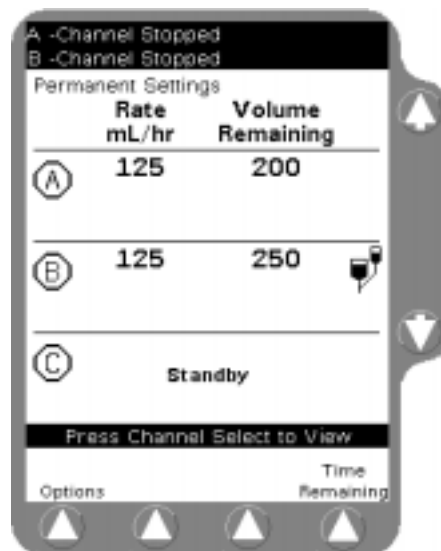 A -Channel Stopped
B -Channel Stopped
Permanent Settings
Rate Volume
mL/hr Remaining
A 125 200
B 125 250
C Standby
Press Channel Select to View
Time
Options Remaining